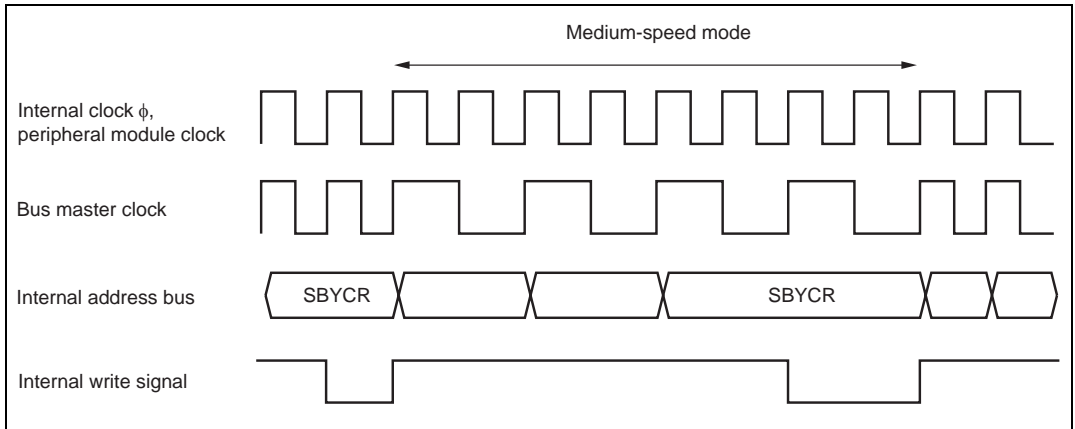 Medium-speed mode
Internal clock ϕ,
peripheral module clock
Bus master clock
Internal address bus
SBYCR
SBYCR
Internal write signal